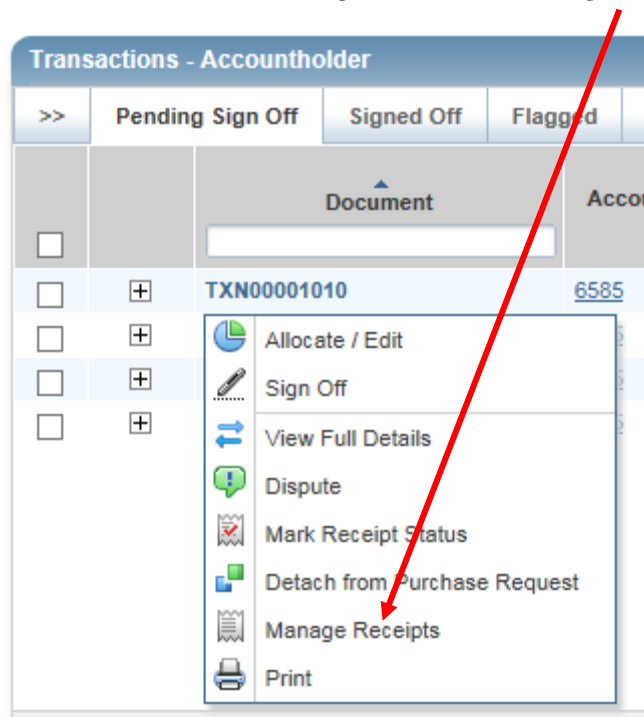 Transactions - Accountholder
>> Pending Sign Off Signed Off Flagged
Document
TXN00001010 6585
Allocate / Edit
Sign Off
View Full Details
Dispute
Mark Receipt Status
Detach from Purchase Request
Manage Receipts
Print